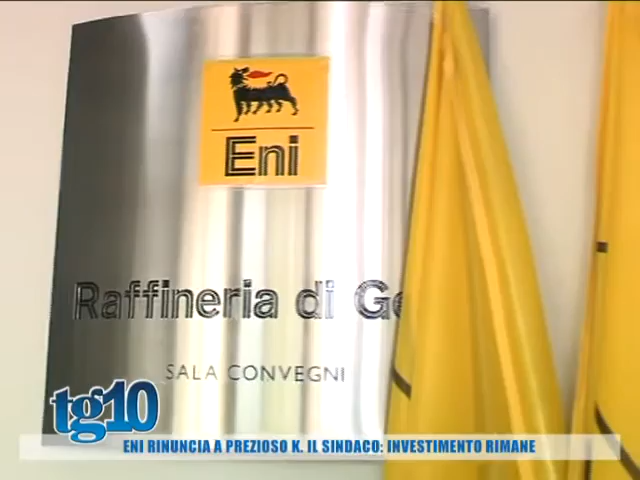 Eni
Raffineria di Ge
SALA CONVEGNI
tg10
ENI RINUNCIA A PREZIOSO K. IL SINDACO: INVESTIMENTO RIMANE